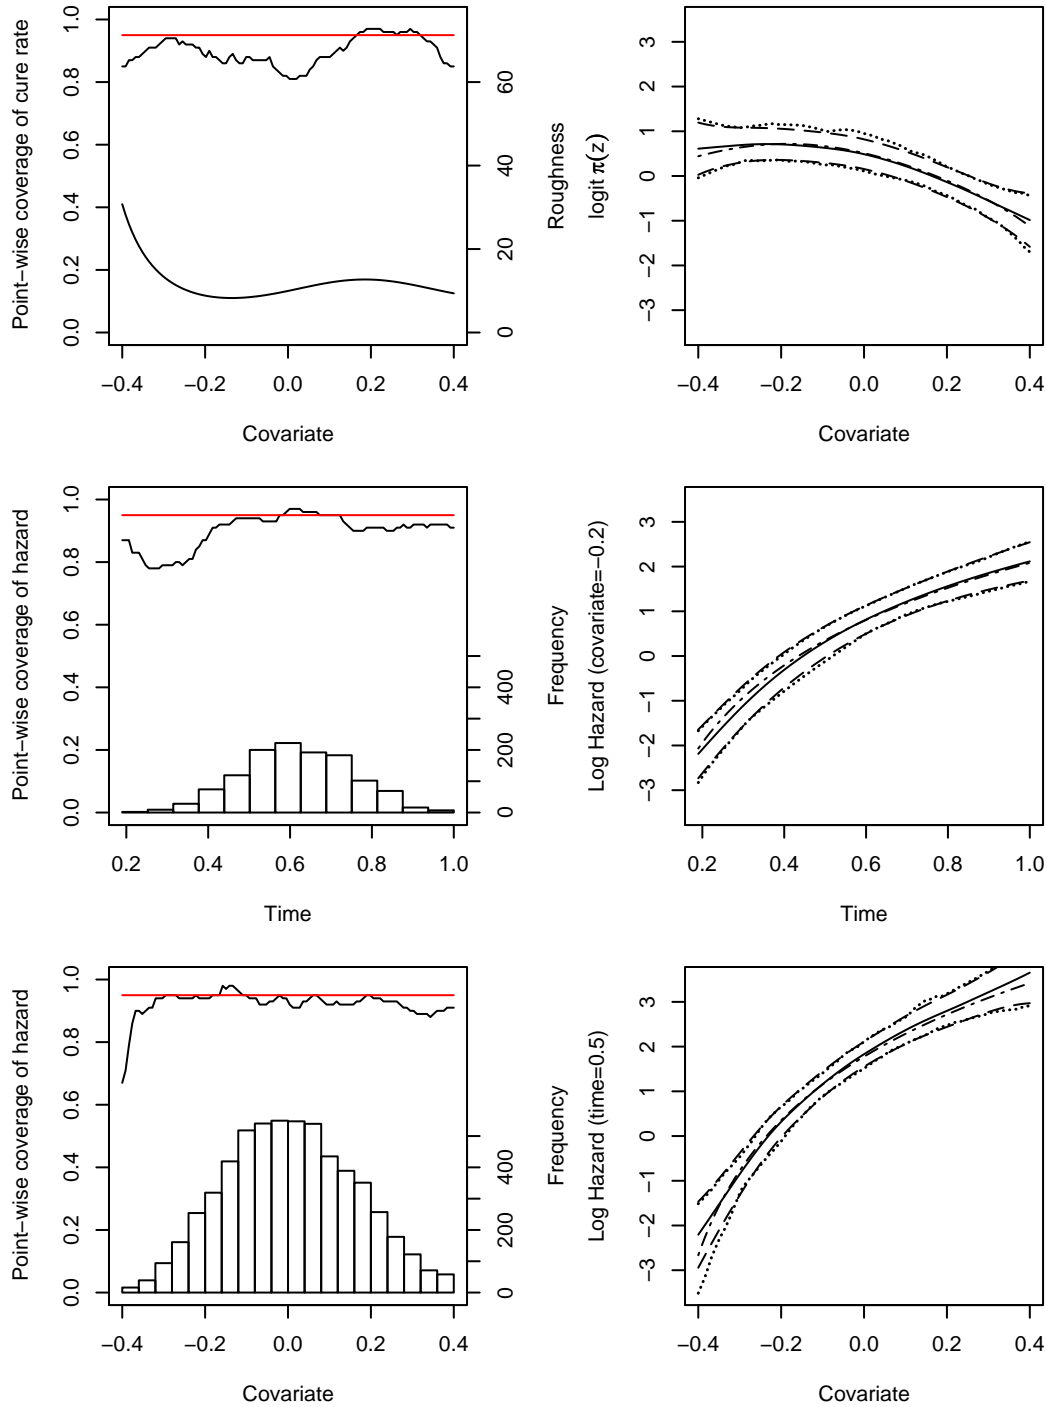 Point−wise coverage of cure rate
0.0 0.2 0.4 0.6 0.8 1.0
0 20 40 60
Roughness
−0.4 −0.2 0.0 0.2 0.4
Covariate
logit π(z)
−3 −2 −1 0 1 2 3
−0.4 −0.2 0.0 0.2 0.4
Covariate
Point−wise coverage of hazard
0.0 0.2 0.4 0.6 0.8 1.0
0 200 400
Frequency
0.2 0.4 0.6 0.8 1.0
Time
Log Hazard (covariate=−0.2)
−3 −2 −1 0 1 2 3
0.2 0.4 0.6 0.8 1.0
Time
Point−wise coverage of hazard
0.0 0.2 0.4 0.6 0.8 1.0
0 200 400
Frequency
−0.4 −0.2 0.0 0.2 0.4
Covariate
Log Hazard (time=0.5)
−3 −2 −1 0 1 2 3
−0.4 −0.2 0.0 0.2 0.4
Covariate